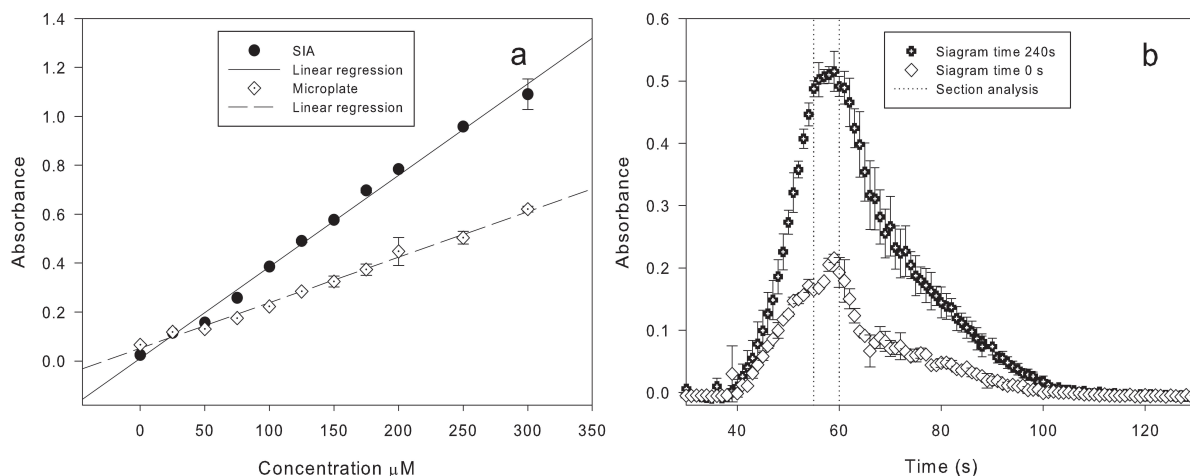 a
SIA
Linear regression
Microplate
Linear regression
Absorbance
1.4
1.2
1.0
0.8
0.6
0.4
0.2
0.0
0 50 100 150 200 250 300 350
Concentration μM
b
Siagram time 240s
Siagram time 0 s
Section analysis
Absorbance
0.6
0.5
0.4
0.3
0.2
0.1
0.0
40 60 80 100 120
Time (s)